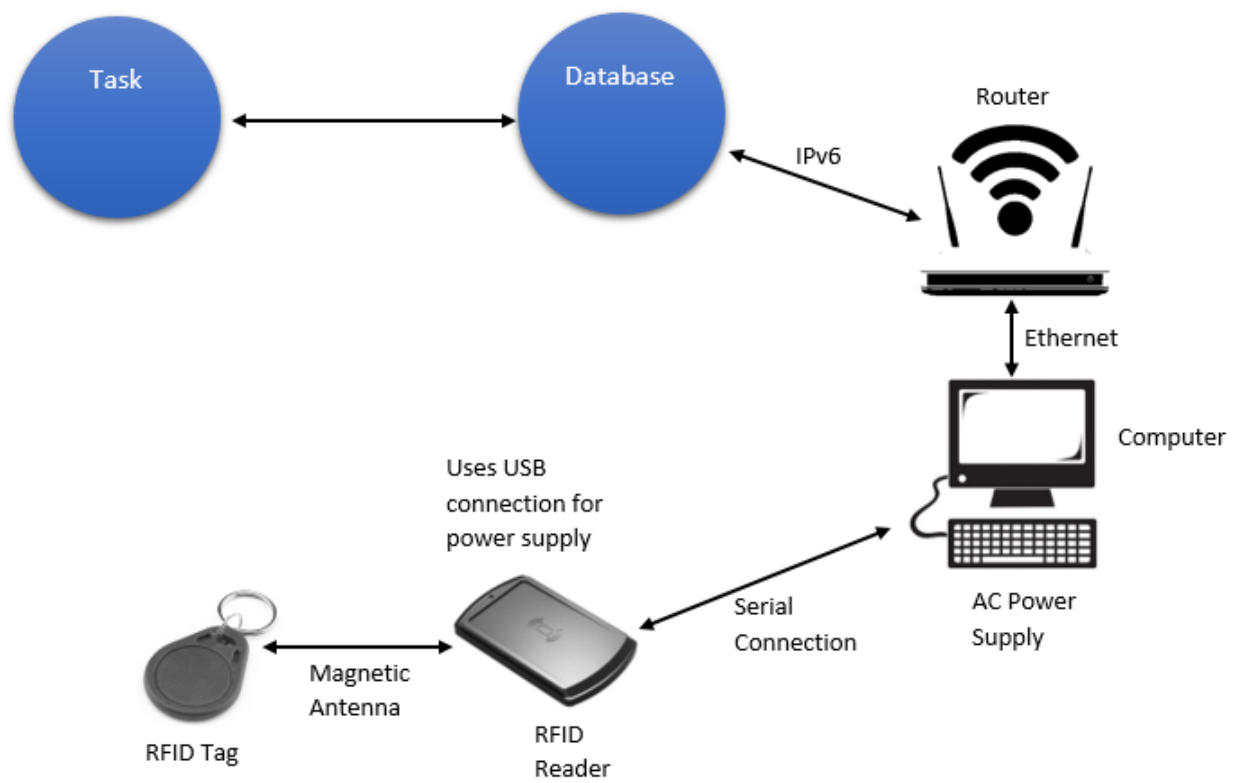 Task
Database
Router
IPv6
Ethernet
Computer
Uses USB
connection for
power supply
Serial
Connection
AC Power
Supply
Magnetic
Antenna
RFID Tag
RFID
Reader